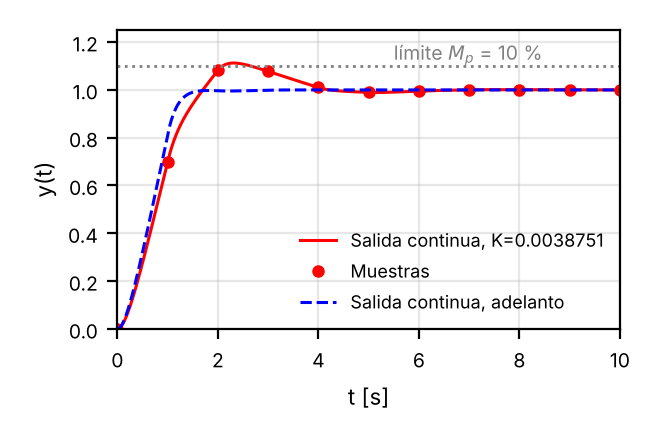 límite Mₚ = 10 %
1.2
1.0
0.8
0.6
0.4
0.2
0.0
y(t)
Salida continua, K=0.0038751
Muestras
Salida continua, adelanto
0 2 4 6 8 10
t [s]